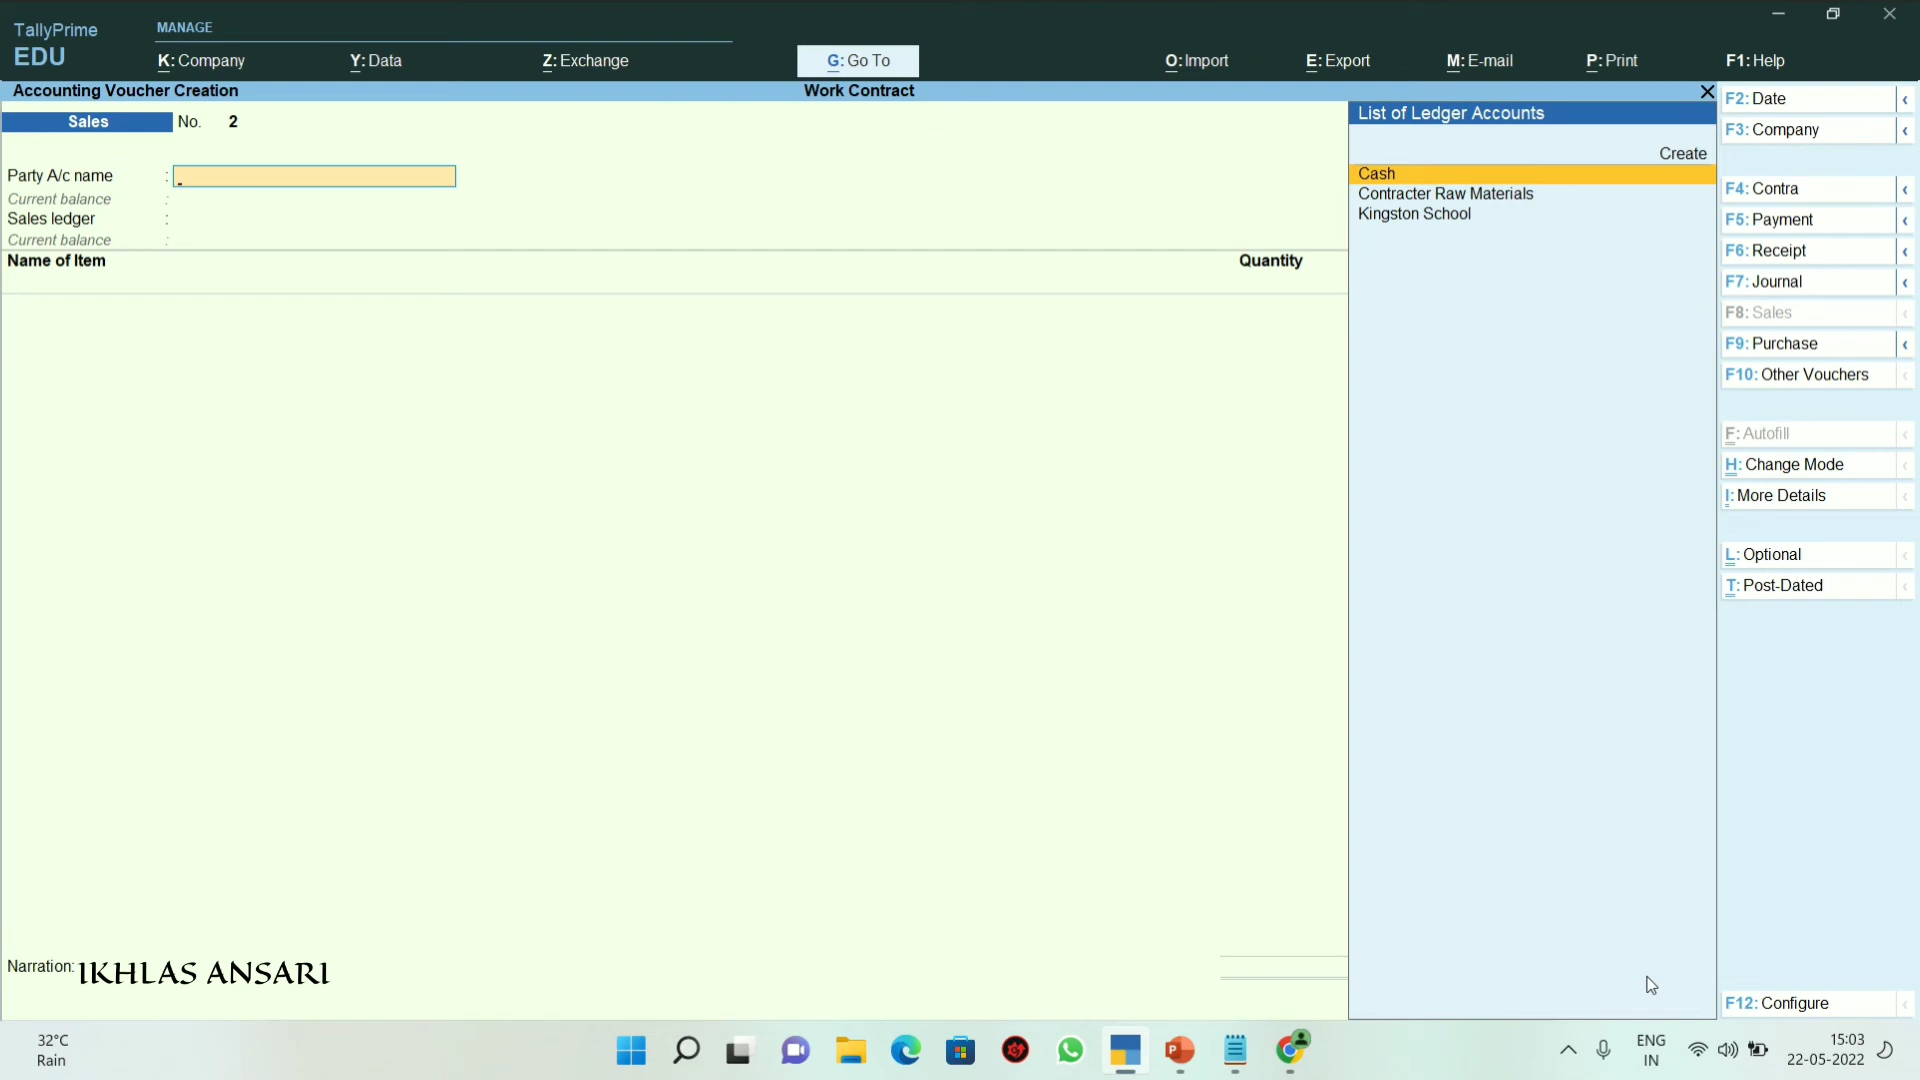 TallyPrime
EDU
MANAGE
K: Company
Y: Data
Z: Exchange
G: Go To
O: Import
E: Export
M: E-mail
P: Print
F1: Help
Accounting Voucher Creation
Work Contract
Sales
No.
2
Party A/c name :
Current balance :
Sales ledger :
Current balance :
Name of Item
Quantity
Narration:
IKHLAS ANSARI
List of Ledger Accounts
Create
Cash
Contracter Raw Materials
Kingston School
F2: Date
F3: Company
F4: Contra
F5: Payment
F6: Receipt
F7: Journal
F8: Sales
F9: Purchase
F10: Other Vouchers
F: Autofill
H: Change Mode
I: More Details
L: Optional
T: Post-Dated
F12: Configure
32°C
Rain
ENG
IN
15:03
22-05-2022